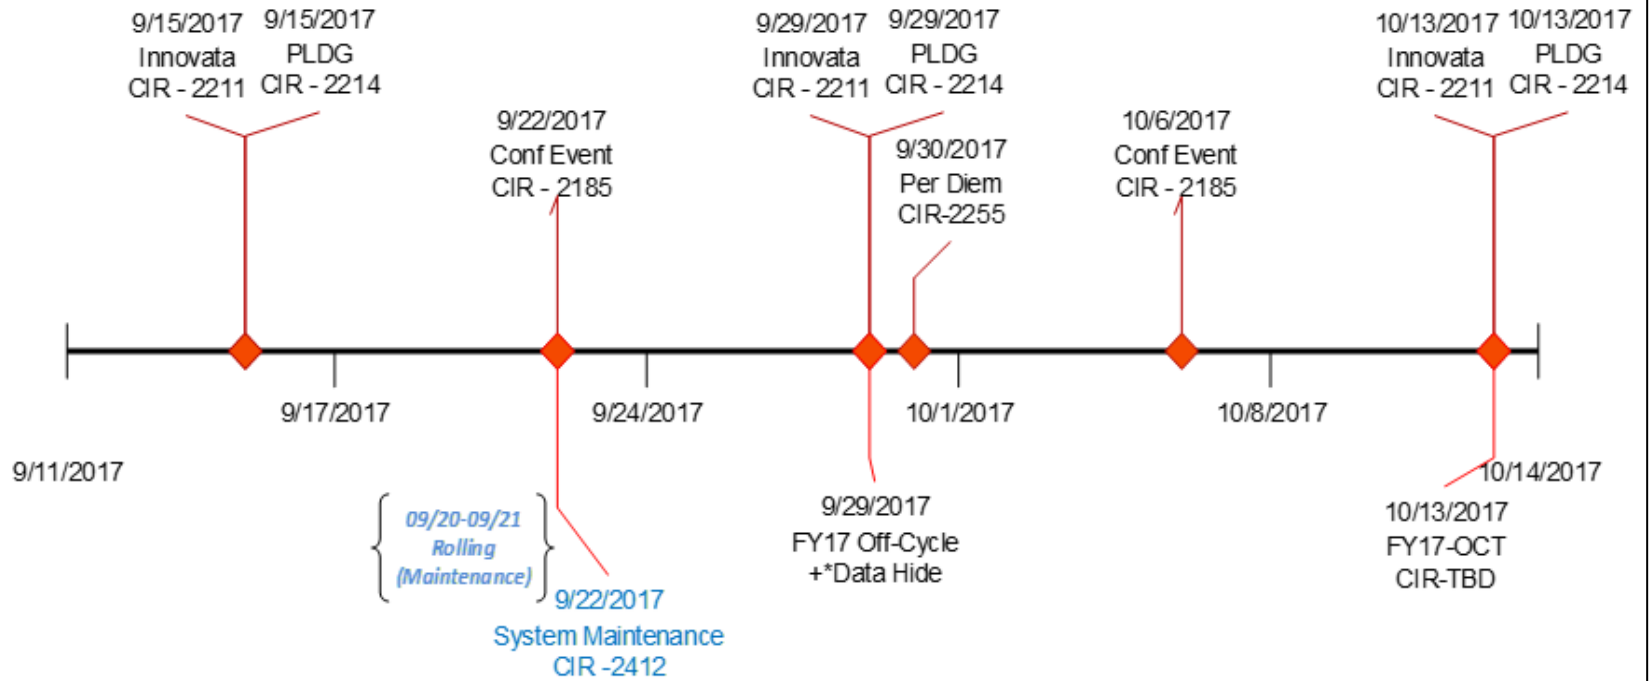 9/15/2017
Innovata
CIR - 2211
9/15/2017
PLDG
CIR - 2214
9/22/2017
Conf Event
CIR - 2185
9/29/2017
Innovata
CIR - 2211
9/29/2017
PLDG
CIR - 2214
9/30/2017
Per Diem
CIR-2255
10/6/2017
Conf Event
CIR - 2185
10/13/2017
Innovata
CIR - 2211
10/13/2017
PLDG
CIR - 2214
9/17/2017
9/24/2017
10/1/2017
10/8/2017
9/11/2017
10/14/2017
09/20-09/21
Rolling
(Maintenance)
9/22/2017
System Maintenance
CIR -2412
9/29/2017
FY17 Off-Cycle
+*Data Hide
10/13/2017
FY17-OCT
CIR-TBD